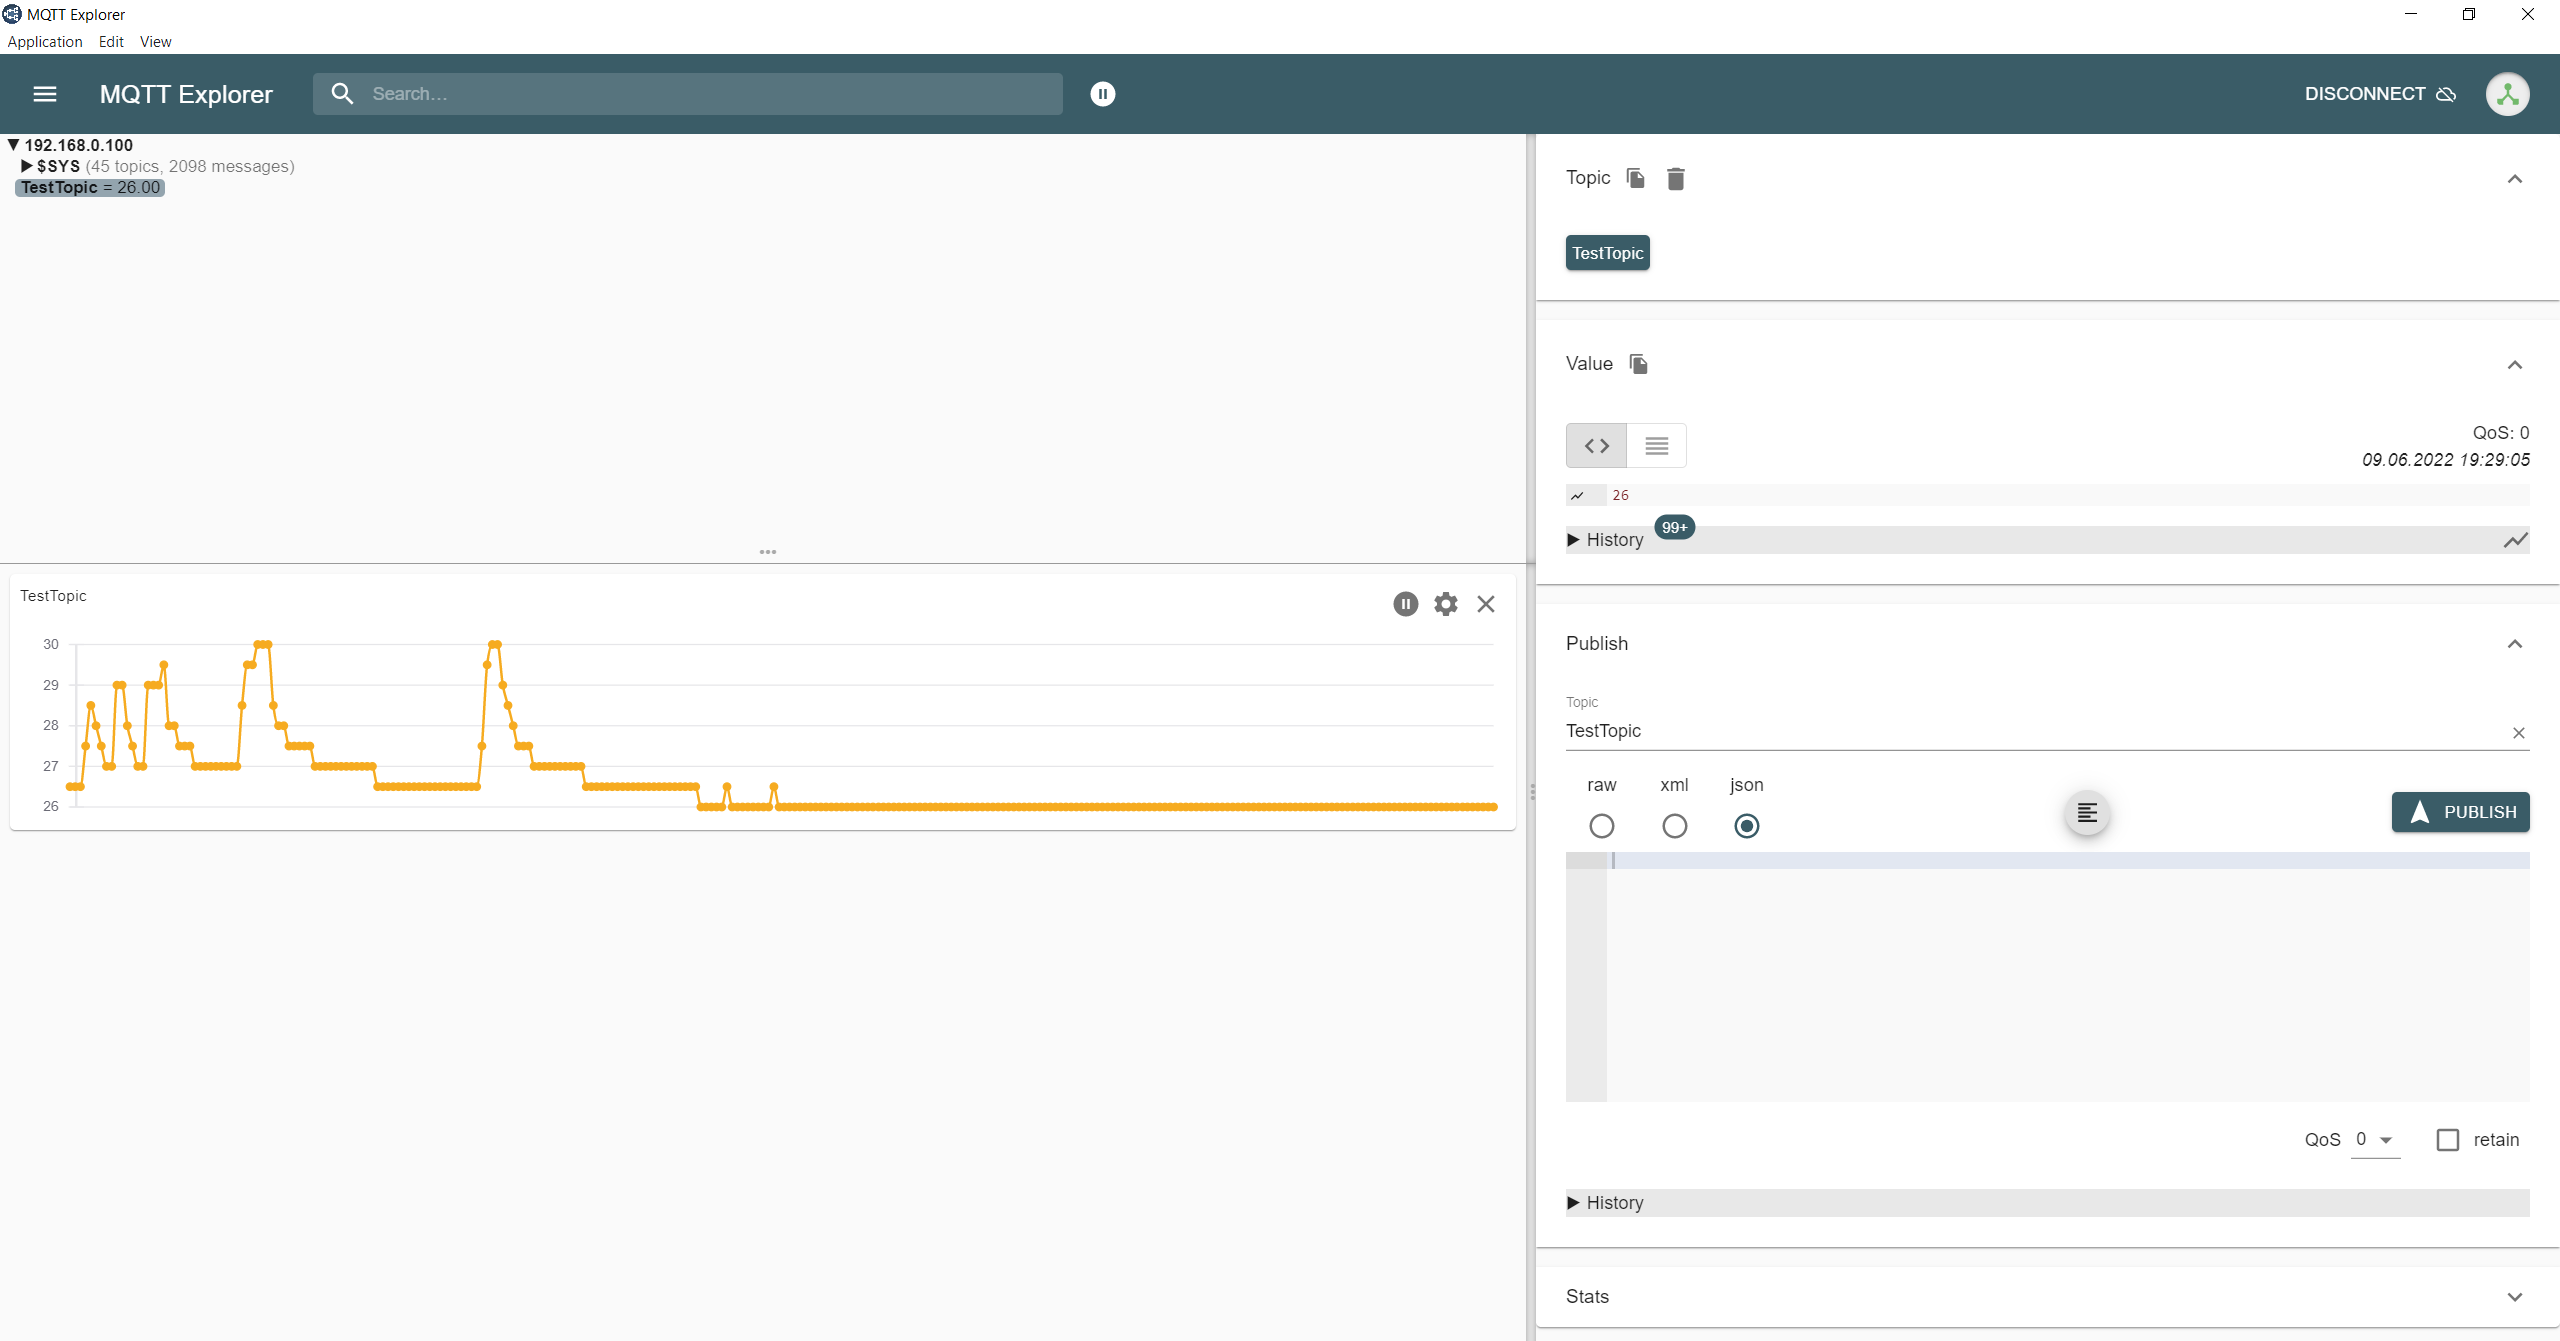 MQTT Explorer
Application Edit View
MQTT Explorer Search... DISCONNECT
192.168.0.100
$SYS (45 topics, 2098 messages)
TestTopic = 26.00
TestTopic
30
29
28
27
26
Topic
TestTopic
Value
QoS: 0
09.06.2022 19:29:05
26
History 99+
Publish
Topic
TestTopic
raw xml json
PUBLISH
QoS 0 retain
History
Stats